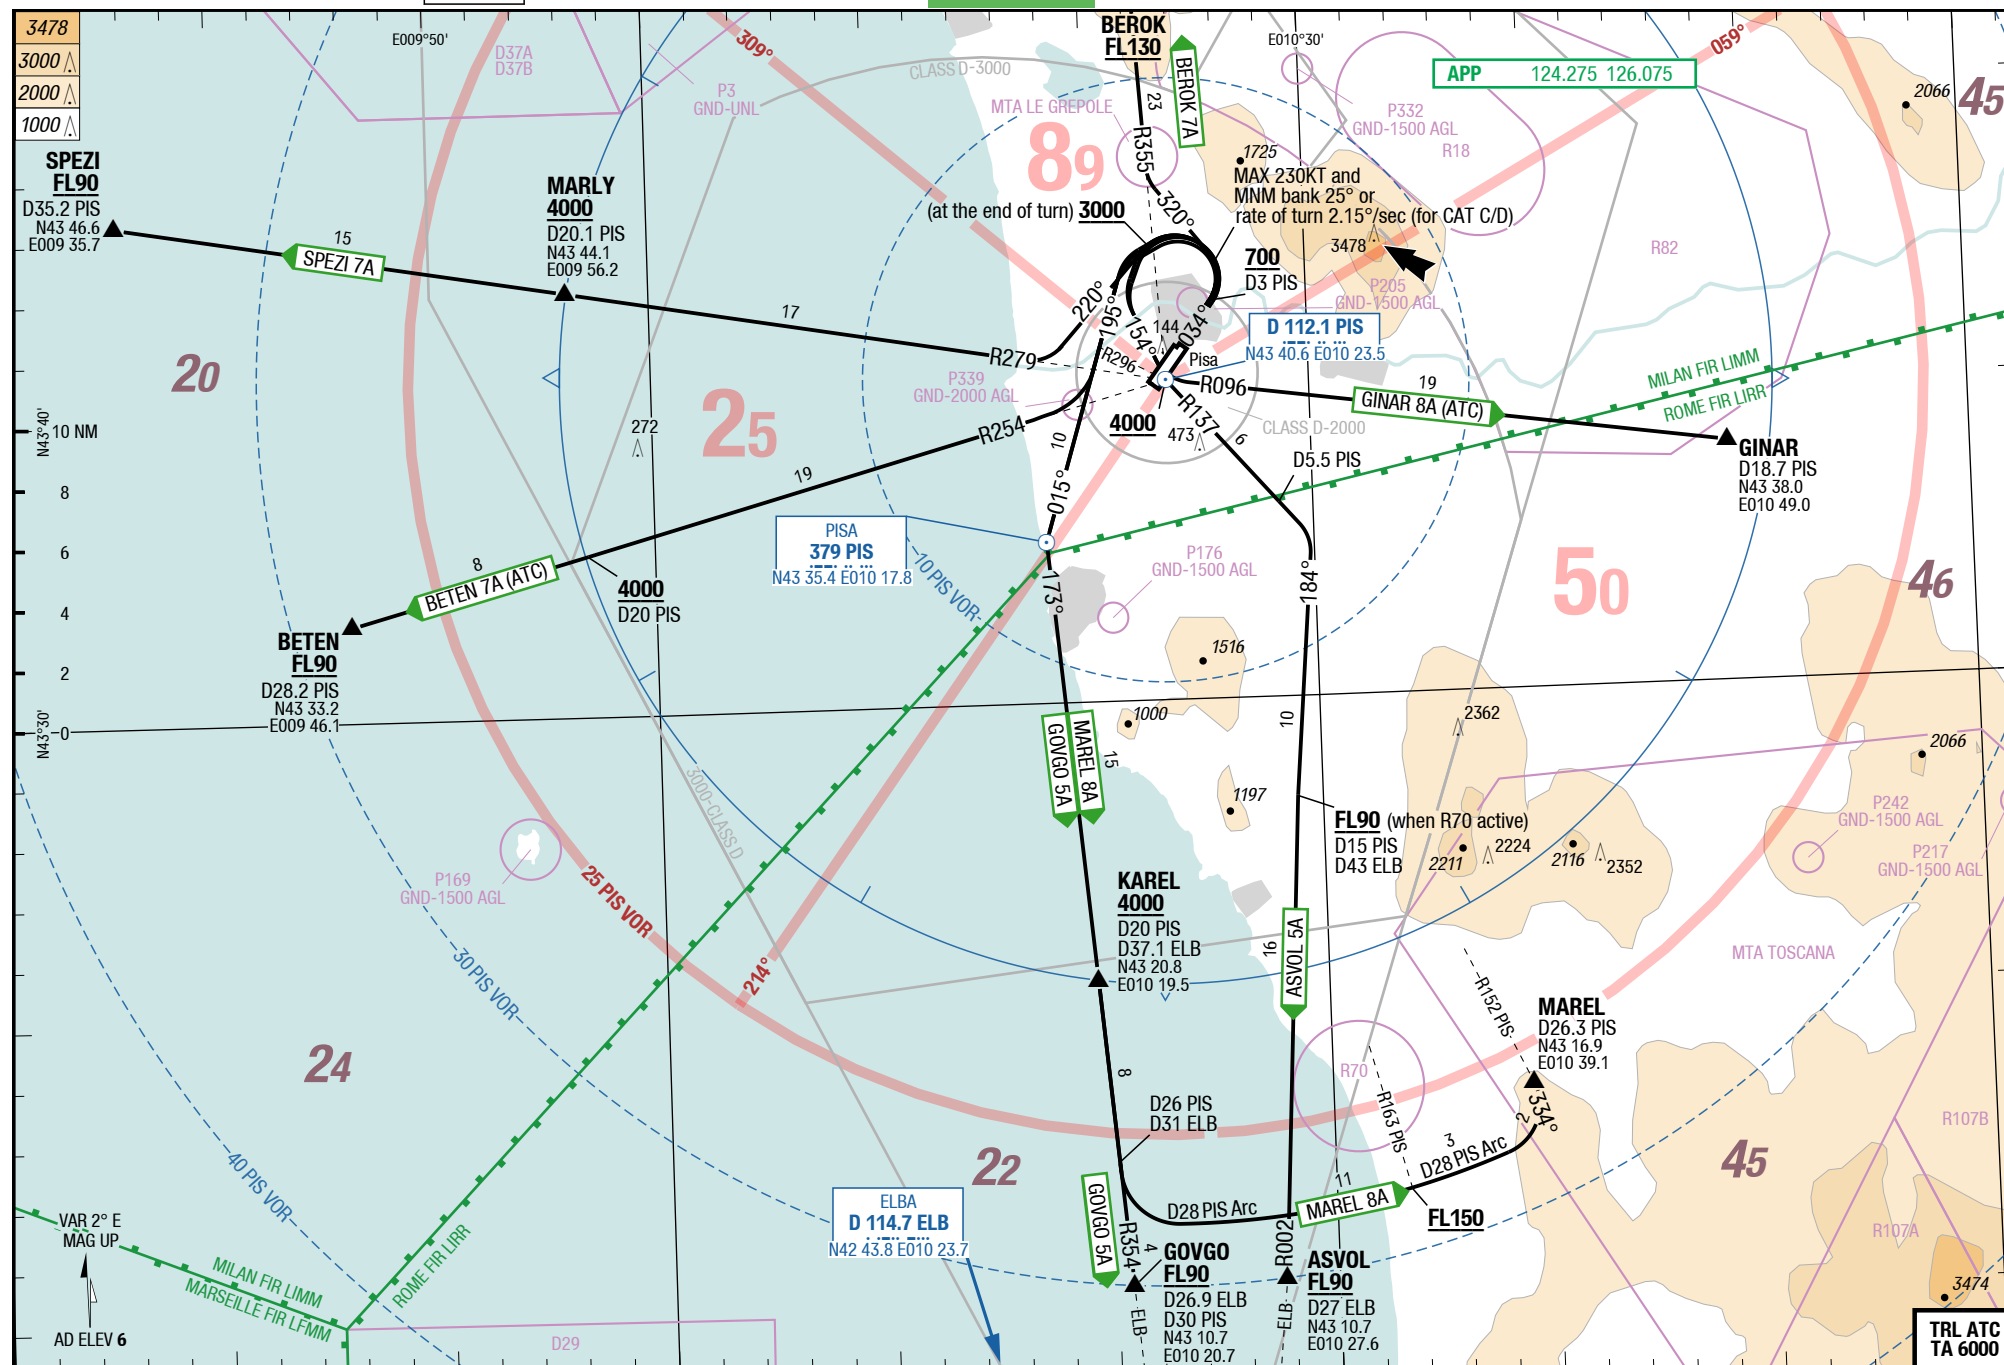 3478
3000
2000
1000
E009°50'
D37A
D37B
P3
GND-UNL
309°
CLASS D-3000
BEROK
FL130
BEROK 7A
23
R355
MTA LE GREPOLE
E010°30'
P332
GND-1500 AGL
R18
APP 124.275 126.075
059°
2066
45
SPEZI
FL90
D35.2 PIS
N43 46.6
E009 35.7
15
SPEZI 7A
MARLY
4000
D20.1 PIS
N43 44.1
E009 56.2
17
89
1725
MAX 230KT and
MNM bank 25° or
rate of turn 2.15°/sec (for CAT C/D)
(at the end of turn) 3000
320°
3478
R82
700
D3 PIS
P205
GND-1500 AGL
220°
195°
154°
144
034°
Pisa
D 112.1 PIS
N43 40.6 E010 23.5
R279
R296
R096
19
GINAR 8A (ATC)
MILAN FIR LIMM
ROME FIR LIRR
20
25
P339
GND-2000 AGL
R254
R137
6
4000
473
CLASS D-2000
D5.5 PIS
GINAR
D18.7 PIS
N43 38.0
E010 49.0
N43°40'
10 NM
8
6
4
2
0
N43°30'
272
19
10
015°
8
BETEN 7A (ATC)
4000
D20 PIS
PISA
379 PIS
N43 35.4 E010 17.8
10 PIS VOR
173°
P176
GND-1500 AGL
184°
50
46
BETEN
FL90
D28.2 PIS
N43 33.2
E009 46.1
1516
1000
GOVGO 5A
MAREL 8A
15
10
2362
2066
3000-CLASS D
1197
FL90 (when R70 active)
D15 PIS
D43 ELB
2211
2224
2116
2352
P242
GND-1500 AGL
P217
GND-1500 AGL
P169
GND-1500 AGL
25 PIS VOR
30 PIS VOR
214°
KAREL
4000
D20 PIS
D37.1 ELB
N43 20.8
E010 19.5
16
ASVOL 5A
MTA TOSCANA
R152 PIS
MAREL
D26.3 PIS
N43 16.9
E010 39.1
24
8
R70
R163 PIS
334°
2
D26 PIS
D31 ELB
3
D28 PIS Arc
R107B
22
45
40 PIS VOR
GOVGO 5A
D28 PIS Arc
11
MAREL 8A
FL150
ELBA
D 114.7 ELB
N42 43.8 E010 23.7
R354
4
R002
R107A
VAR 2° E
MAG UP
MILAN FIR LIMM
MARSEILLE FIR LFMM
ROME FIR LIRR
GOVGO
FL90
D26.9 ELB
D30 PIS
N43 10.7
E010 20.7
ELB
ASVOL
FL90
D27 ELB
N43 10.7
E010 27.6
ELB
3474
AD ELEV 6
D29
TRL ATC
TA 6000